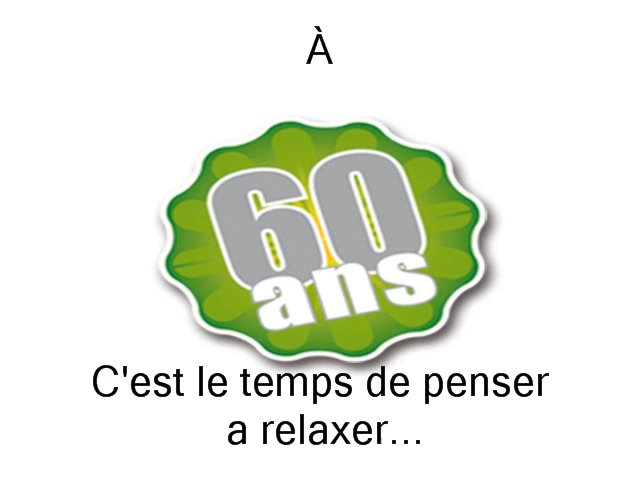 À
60
ans
C'est le temps de penser
a relaxer...